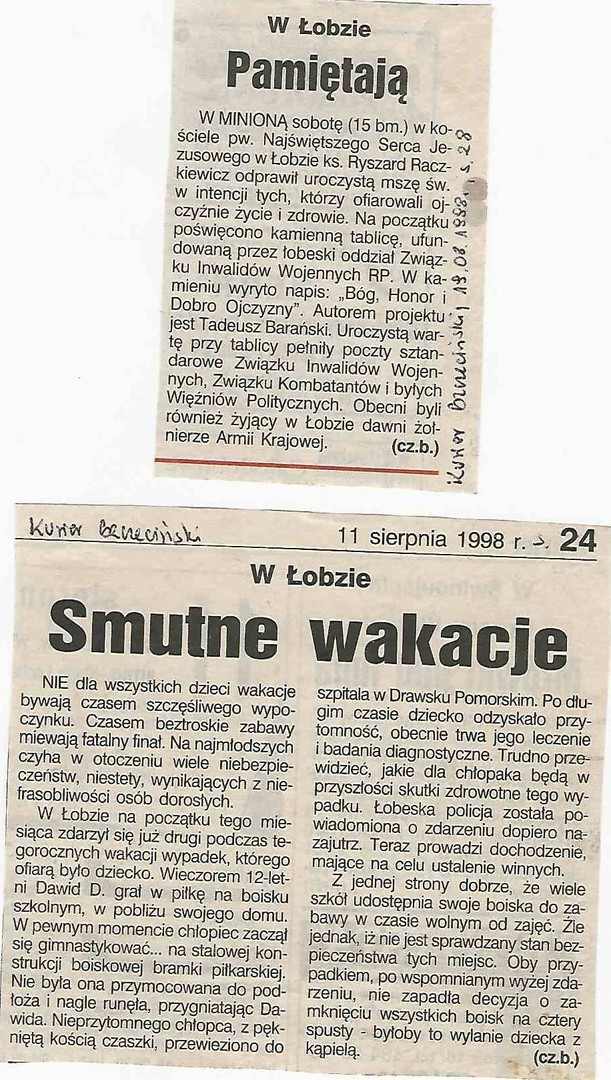 W Łobzie
Pamiętają
W MINIONĄ sobotę (15 bm.) w ko-
ściele pw. Najświętszego Serca Je-
zusowego w Łobzie ks. Ryszard Racz-
kiewicz odprawił uroczystą mszę św.
w intencji tych, którzy ofiarowali oj-
czyźnie życie i zdrowie. Na początku
poświęcono kamienną tablicę, ufun-
dowaną przez łobeski oddział Związ-
ku Inwalidów Wojennych RP. W ka-
mieniu wyryto napis: „Bóg, Honor i
Dobro Ojczyzny”. Autorem projektu
jest Tadeusz Barański. Uroczystą war-
tę przy tablicy pełniły poczty sztan-
darowe Związku Inwalidów Wojen-
nych, Związku Kombatantów i byłych
Więźniów Politycznych. Obecni byli
również żyjący w Łobzie dawni żoł-
nierze Armii Krajowej. (cz.b.)
Kurier Szczeciński, 19.08.1998, s. 28
Kurier Szczeciński 11 sierpnia 1998 r. s. 24
W Łobzie
Smutne wakacje
NIE dla wszystkich dzieci wakacje
bywają czasem szczęśliwego wypo-
czynku. Czasem beztroskie zabawy
miewają fatalny finał. Na najmłodszych
czyha w otoczeniu wiele niebezpie-
czeństw, niestety, wynikających z nie-
frasobliwości osób dorosłych.
W Łobzie na początku tego mie-
siąca zdarzył się już drugi podczas te-
gorocznych wakacji wypadek, którego
ofiarą było dziecko. Wieczorem 12-let-
ni Dawid D. grał w piłkę na boisku
szkolnym, w pobliżu swojego domu.
W pewnym momencie chłopiec zaczął
się gimnastykować... na stalowej kon-
strukcji boiskowej bramki piłkarskiej.
Nie była ona przymocowana do pod-
łoża i nagle runęła, przygniatając Da-
wida. Nieprzytomnego chłopca, z pęk-
niętą kością czaszki, przewieziono do
szpitala w Drawsku Pomorskim. Po dłu-
gim czasie dziecko odzyskało przy-
tomność, obecnie trwa jego leczenie
i badania diagnostyczne. Trudno prze-
widzieć, jakie dla chłopaka będą w
przyszłości skutki zdrowotne tego wy-
padku. Łobeska policja została po-
wiadomiona o zdarzeniu dopiero na-
zajutrz. Teraz prowadzi dochodzenie,
mające na celu ustalenie winnych.
Z jednej strony dobrze, że wiele
szkół udostępnia swoje boiska do za-
bawy w czasie wolnym od zajęć. Źle
jednak, iż nie jest sprawdzany stan bez-
pieczeństwa tych miejsc. Oby przy-
padkiem, po wspomnianym wyżej zda-
rzeniu, nie zapadła decyzja o za-
mknięciu wszystkich boisk na cztery
spusty - byłoby to wylanie dziecka z
kąpielą. (cz.b.)